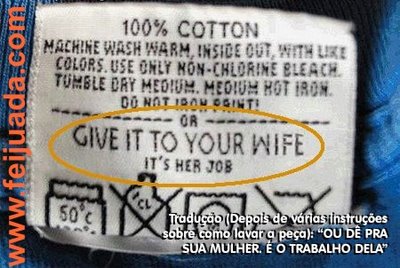 100% COTTON
MACHINE WASH WARM, INSIDE OUT, WITH LIKE
COLORS. USE ONLY NON-CHLORINE BLEACH.
TUMBLE DRY MEDIUM. MEDIUM HOT IRON.
DO NOT IRON PRINT!
OR
GIVE IT TO YOUR WIFE
IT'S HER JOB
50°c
CL
Tradução (Depois de várias instruções
sobre como lavar a peça): "OU DÊ PRA
SUA MULHER. É O TRABALHO DELA"
www.feijuada.com